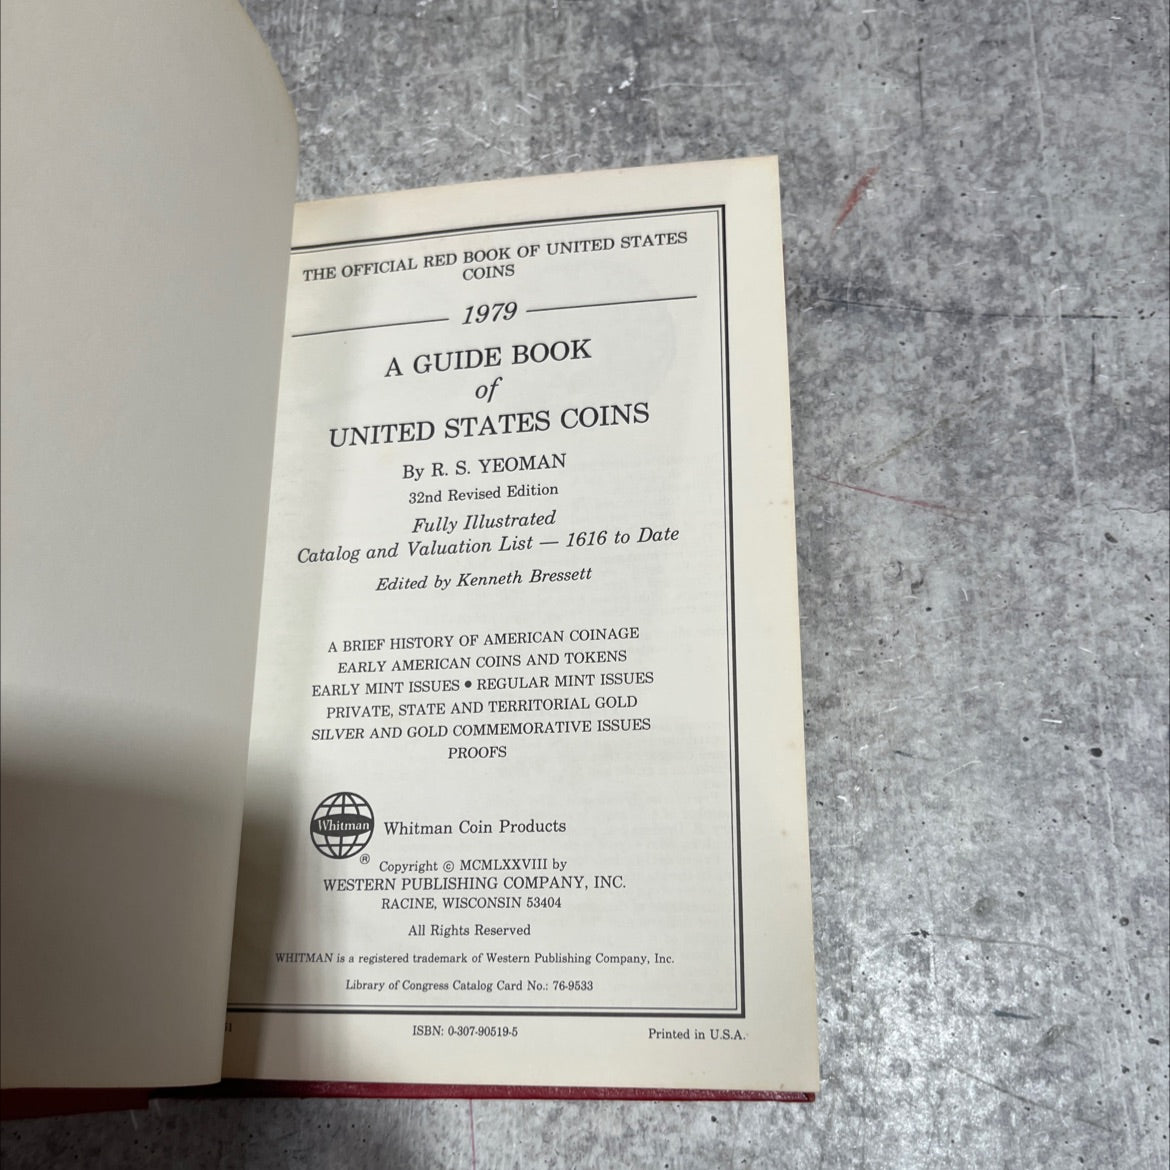 THE OFFICIAL RED BOOK OF UNITED STATES
COINS
1979
A GUIDE BOOK
of
UNITED STATES COINS
By R. S. YEOMAN
32nd Revised Edition
Fully Illustrated
Catalog and Valuation List — 1616 to Date
Edited by Kenneth Bressett
A BRIEF HISTORY OF AMERICAN COINAGE
EARLY AMERICAN COINS AND TOKENS
EARLY MINT ISSUES • REGULAR MINT ISSUES
PRIVATE, STATE AND TERRITORIAL GOLD
SILVER AND GOLD COMMEMORATIVE ISSUES
PROOFS
Whitman ® Whitman Coin Products
Copyright © MCMLXXVIII by
WESTERN PUBLISHING COMPANY, INC.
RACINE, WISCONSIN 53404
All Rights Reserved
WHITMAN is a registered trademark of Western Publishing Company, Inc.
Library of Congress Catalog Card No.: 76-9533
ISBN: 0-307-90519-5 Printed in U.S.A.